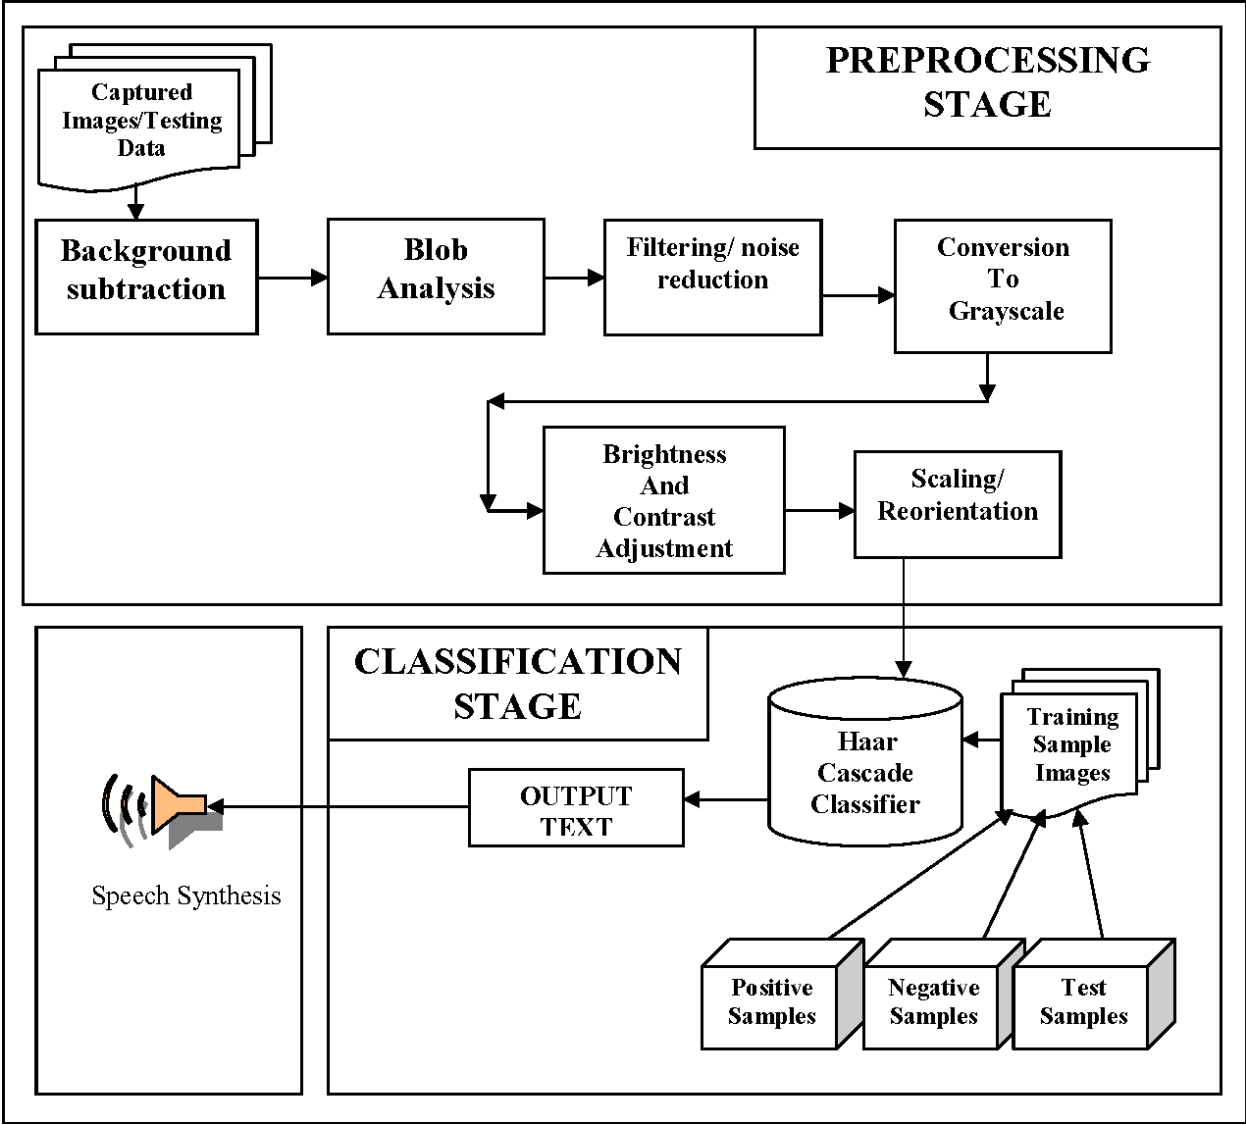 PREPROCESSING
STAGE
Captured
Images/Testing
Data
Background
subtraction
Blob
Analysis
Filtering/ noise
reduction
Conversion
To
Grayscale
Brightness
And
Contrast
Adjustment
Scaling/
Reorientation
CLASSIFICATION
STAGE
Haar
Cascade
Classifier
Training
Sample
Images
OUTPUT
TEXT
Speech Synthesis
Positive
Samples
Negative
Samples
Test
Samples